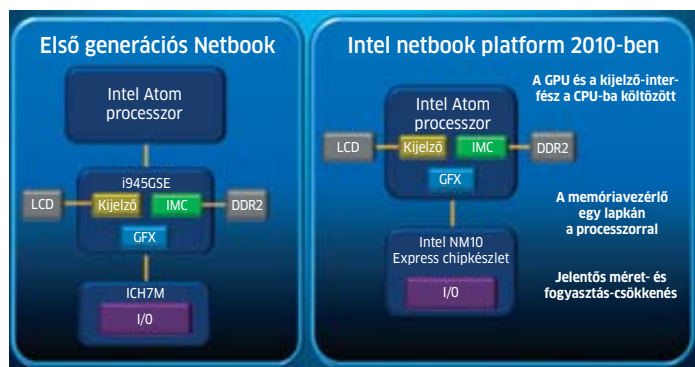 Első generációs Netbook
Intel Atom
processzor
i945GSE
LCD
Kijelző
IMC
DDR2
GFX
ICH7M
I/0
Intel netbook platform 2010-ben
A GPU és a kijelző-inter-
fész a CPU-ba költözött
Intel Atom
processzor
LCD
Kijelző
IMC
DDR2
GFX
A memóriavezérlő
egy lapkán
a processzorral
Intel NM10
Express chipkészlet
I/0
Jelentős méret- és
fogyasztás-csökkenés